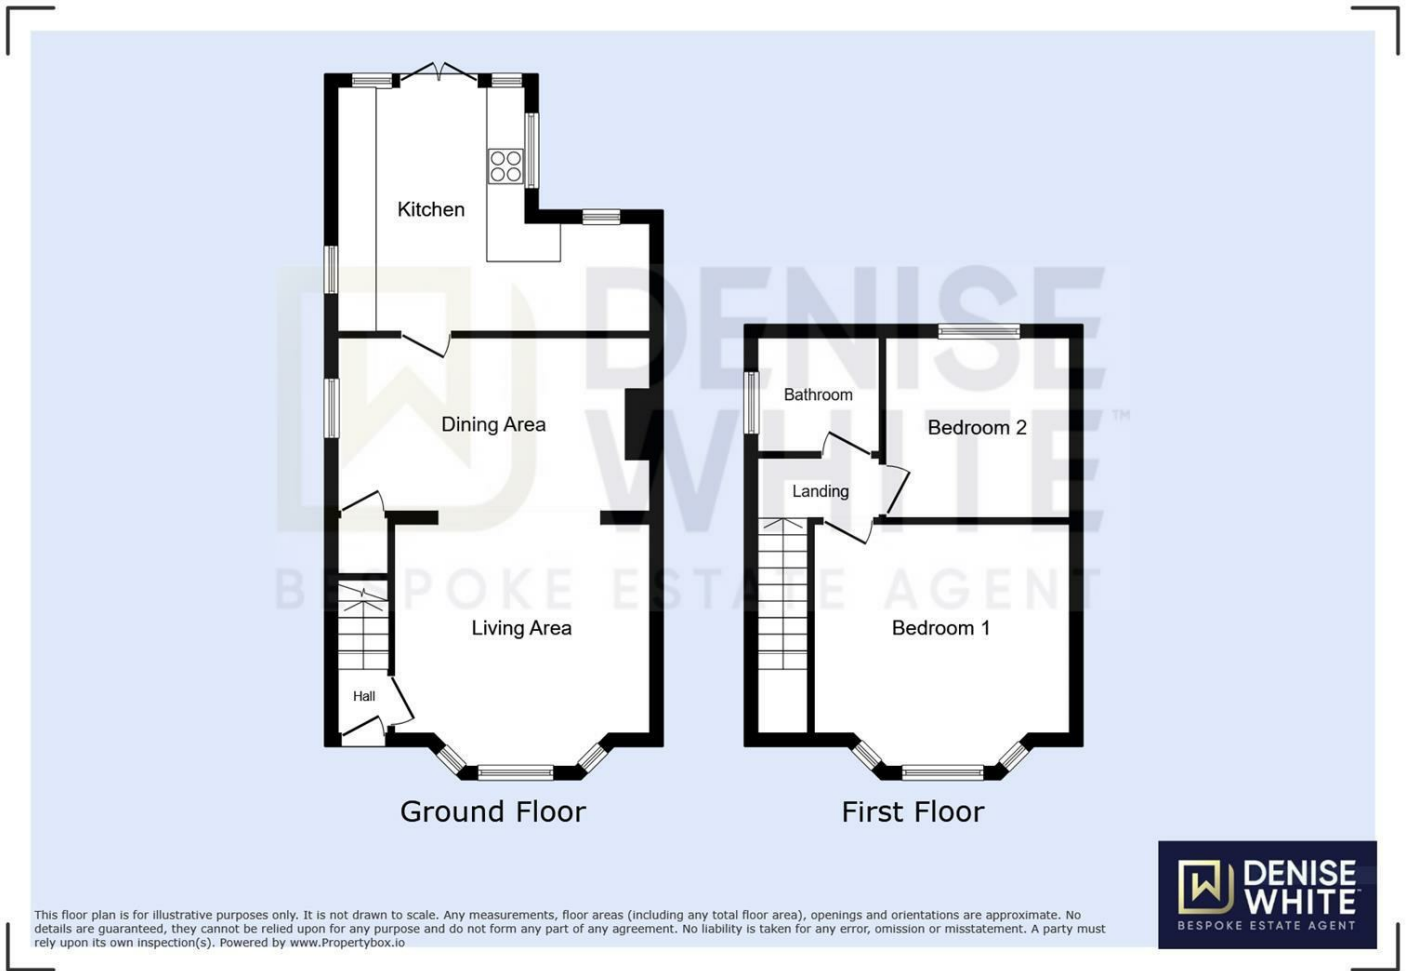 Kitchen
Dining Area
Living Area
Hall
Ground Floor
Bathroom
Bedroom 2
Landing
Bedroom 1
First Floor
DENISE
WHITE™
BESPOKE ESTATE AGENT
This floor plan is for illustrative purposes only. It is not drawn to scale. Any measurements, floor areas (including any total floor area), openings and orientations are approximate. No
details are guaranteed, they cannot be relied upon for any purpose and do not form any part of any agreement. No liability is taken for any error, omission or misstatement. A party must
rely upon its own inspection(s). Powered by www.Propertybox.io
DENISE
WHITE™
BESPOKE ESTATE AGENT